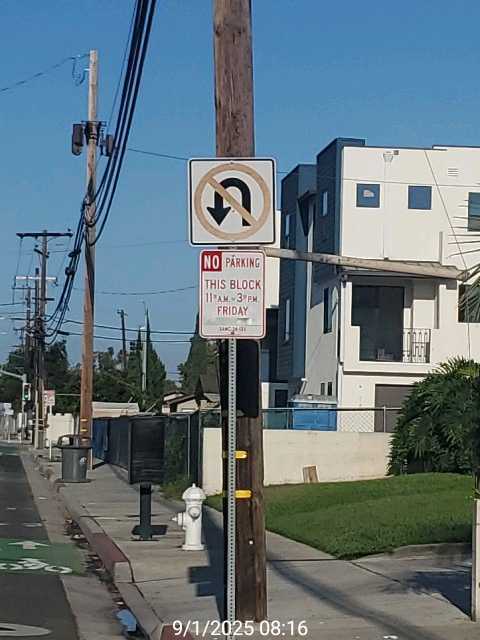 NO PARKING
THIS BLOCK
11 A.M. - 3 P.M.
FRIDAY
9/1/2025 08:16